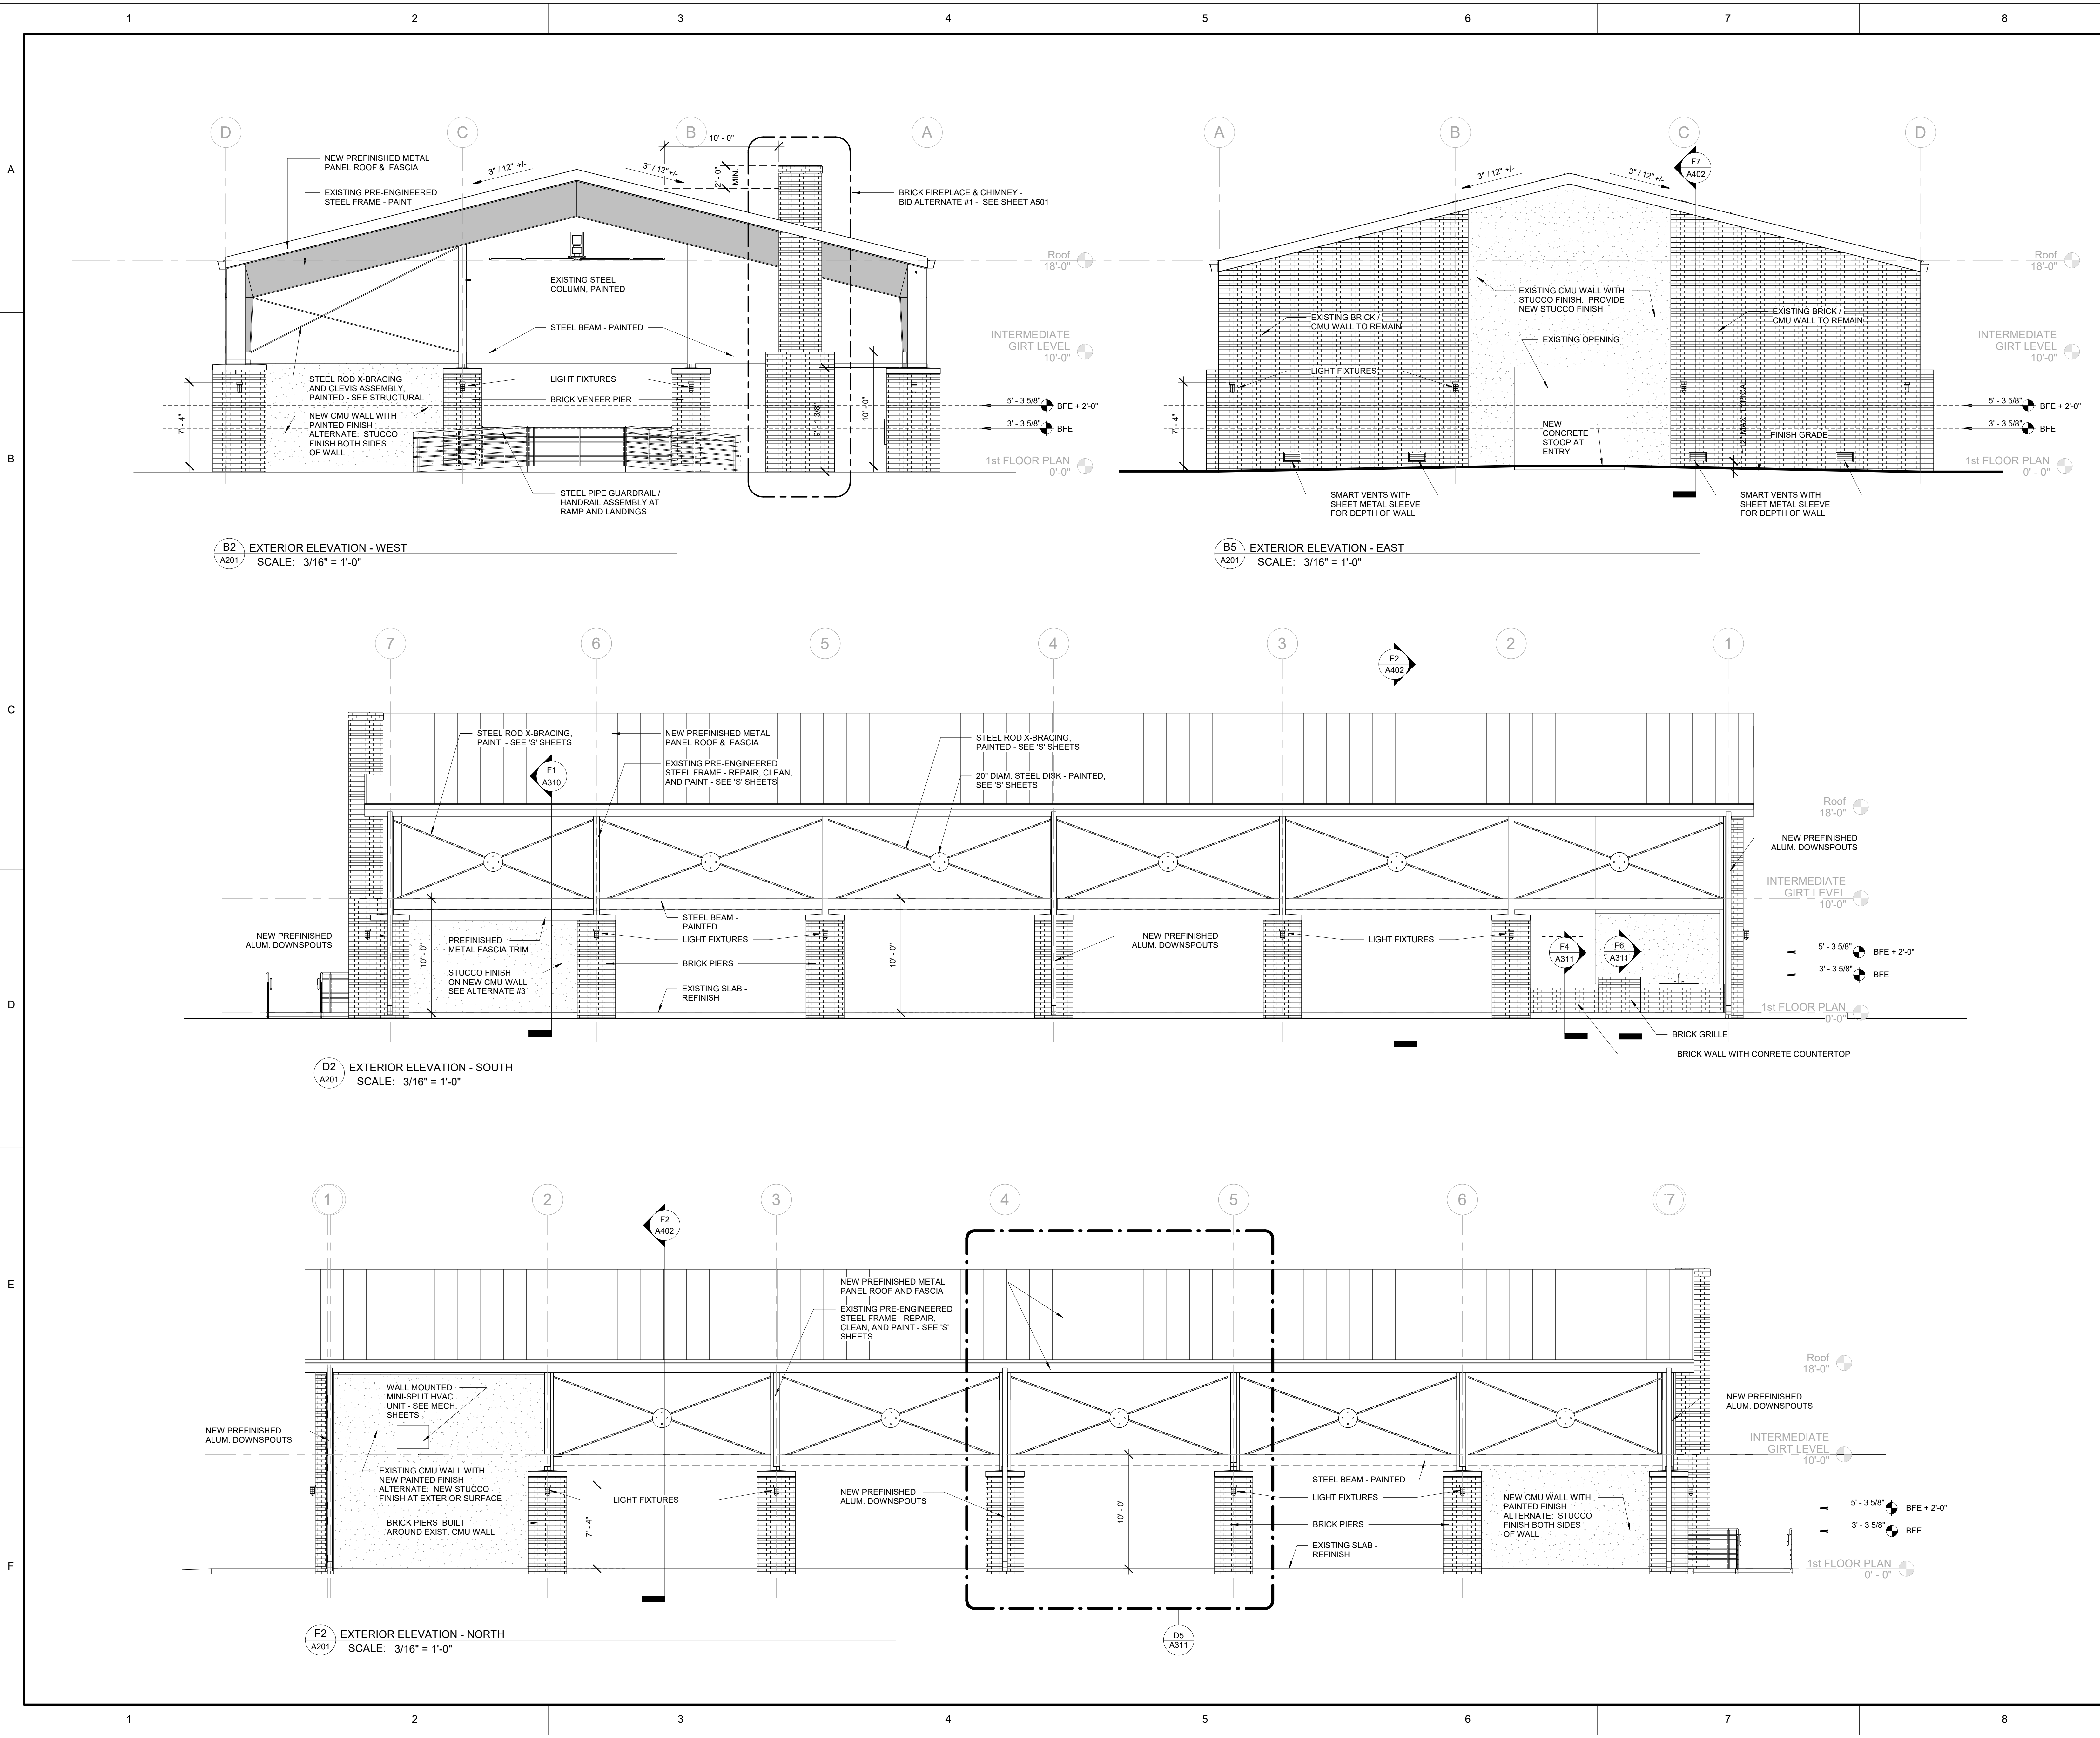 1 2 3 4 5 6 7 8
A
B
C
D
E
F
D
C
B
A
10' - 0"
3" / 12" +/-
3" / 12"+/-
2' - 0"
MIN.
NEW PREFINISHED METAL
PANEL ROOF & FASCIA
EXISTING PRE-ENGINEERED
STEEL FRAME - PAINT
BRICK FIREPLACE & CHIMNEY -
BID ALTERNATE #1 - SEE SHEET A501
EXISTING STEEL
COLUMN, PAINTED
STEEL BEAM - PAINTED
STEEL ROD X-BRACING
AND CLEVIS ASSEMBLY,
PAINTED - SEE STRUCTURAL
NEW CMU WALL WITH
PAINTED FINISH
ALTERNATE: STUCCO
FINISH BOTH SIDES
OF WALL
LIGHT FIXTURES
BRICK VENEER PIER
STEEL PIPE GUARDRAIL /
HANDRAIL ASSEMBLY AT
RAMP AND LANDINGS
7' - 4"
9' - 1 3/8"
10' - 0"
Roof
18'-0"
INTERMEDIATE
GIRT LEVEL
10'-0"
5' - 3 5/8"
BFE + 2'-0"
3' - 3 5/8"
BFE
1st FLOOR PLAN
0'-0"
B2
A201
EXTERIOR ELEVATION - WEST
SCALE: 3/16" = 1'-0"
A
B
C
D
F7
A402
3" / 12" +/-
3" / 12"+/-
EXISTING CMU WALL WITH
STUCCO FINISH. PROVIDE
NEW STUCCO FINISH
EXISTING BRICK /
CMU WALL TO REMAIN
EXISTING BRICK /
CMU WALL TO REMAIN
EXISTING OPENING
LIGHT FIXTURES
NEW
CONCRETE
STOOP AT
ENTRY
7' - 4"
12" MAX. TYPICAL
FINISH GRADE
SMART VENTS WITH
SHEET METAL SLEEVE
FOR DEPTH OF WALL
SMART VENTS WITH
SHEET METAL SLEEVE
FOR DEPTH OF WALL
Roof
18'-0"
INTERMEDIATE
GIRT LEVEL
10'-0"
5' - 3 5/8"
BFE + 2'-0"
3' - 3 5/8"
BFE
1st FLOOR PLAN
0' - 0"
B5
A201
EXTERIOR ELEVATION - EAST
SCALE: 3/16" = 1'-0"
7
6
5
4
3
2
1
F2
A402
STEEL ROD X-BRACING,
PAINT - SEE 'S' SHEETS
F1
A310
NEW PREFINISHED METAL
PANEL ROOF & FASCIA
EXISTING PRE-ENGINEERED
STEEL FRAME - REPAIR, CLEAN,
AND PAINT - SEE 'S' SHEETS
STEEL ROD X-BRACING,
PAINTED - SEE 'S' SHEETS
20" DIAM. STEEL DISK - PAINTED,
SEE 'S' SHEETS
Roof
18'-0"
NEW PREFINISHED
ALUM. DOWNSPOUTS
INTERMEDIATE
GIRT LEVEL
10'-0"
NEW PREFINISHED
ALUM. DOWNSPOUTS
10' - 0"
PREFINISHED
METAL FASCIA TRIM
STUCCO FINISH
ON NEW CMU WALL-
SEE ALTERNATE #3
STEEL BEAM -
PAINTED
LIGHT FIXTURES
BRICK PIERS
EXISTING SLAB -
REFINISH
10' - 0"
NEW PREFINISHED
ALUM. DOWNSPOUTS
LIGHT FIXTURES
F4
A311
F6
A311
5' - 3 5/8"
BFE + 2'-0"
3' - 3 5/8"
BFE
1st FLOOR PLAN
0'-0"
BRICK GRILLE
BRICK WALL WITH CONRETE COUNTERTOP
D2
A201
EXTERIOR ELEVATION - SOUTH
SCALE: 3/16" = 1'-0"
1
2
3
4
5
6
7
F2
A402
NEW PREFINISHED METAL
PANEL ROOF AND FASCIA
EXISTING PRE-ENGINEERED
STEEL FRAME - REPAIR,
CLEAN, AND PAINT - SEE 'S'
SHEETS
Roof
18'-0"
WALL MOUNTED
MINI-SPLIT HVAC
UNIT - SEE MECH.
SHEETS
NEW PREFINISHED
ALUM. DOWNSPOUTS
NEW PREFINISHED
ALUM. DOWNSPOUTS
INTERMEDIATE
GIRT LEVEL
10'-0"
EXISTING CMU WALL WITH
NEW PAINTED FINISH
ALTERNATE: NEW STUCCO
FINISH AT EXTERIOR SURFACE
BRICK PIERS BUILT
AROUND EXIST. CMU WALL
7' - 4"
LIGHT FIXTURES
NEW PREFINISHED
ALUM. DOWNSPOUTS
10' - 0"
STEEL BEAM - PAINTED
LIGHT FIXTURES
BRICK PIERS
EXISTING SLAB -
REFINISH
NEW CMU WALL WITH
PAINTED FINISH
ALTERNATE: STUCCO
FINISH BOTH SIDES
OF WALL
5' - 3 5/8"
BFE + 2'-0"
3' - 3 5/8"
BFE
1st FLOOR PLAN
0' - 0"
F2
A201
EXTERIOR ELEVATION - NORTH
SCALE: 3/16" = 1'-0"
D5
A311
1 2 3 4 5 6 7 8